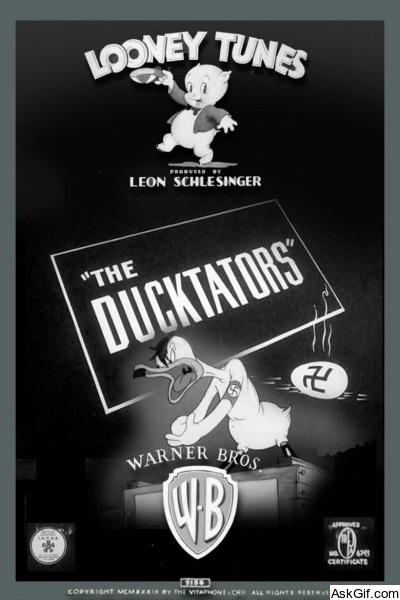 LOONEY TUNES
PRODUCED BY
LEON SCHLESINGER
"THE
DUCKTATORS"
WARNER BROS.
W-B
APPROVED
CERTIFICATE
9186
COPYRIGHT MCMXXXIX BY THE VITAPHONE CORP. ALL RIGHTS RESERVED
AskGif.com